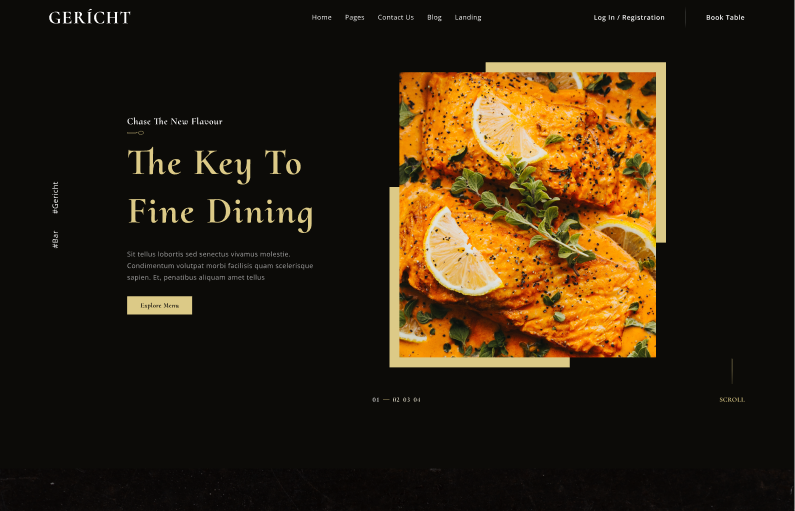 GERÍCHT
Home Pages Contact Us Blog Landing
Log In / Registration Book Table
#Gericht
#Bar
Chase The New Flavour
The Key To
Fine Dining
Sit tellus lobortis sed senectus vivamus molestie.
Condimentum volutpat morbi facilisis quam scelerisque
sapien. Et, penatibus aliquam amet tellus
Explore Menu
01 — 02 03 04
SCROLL